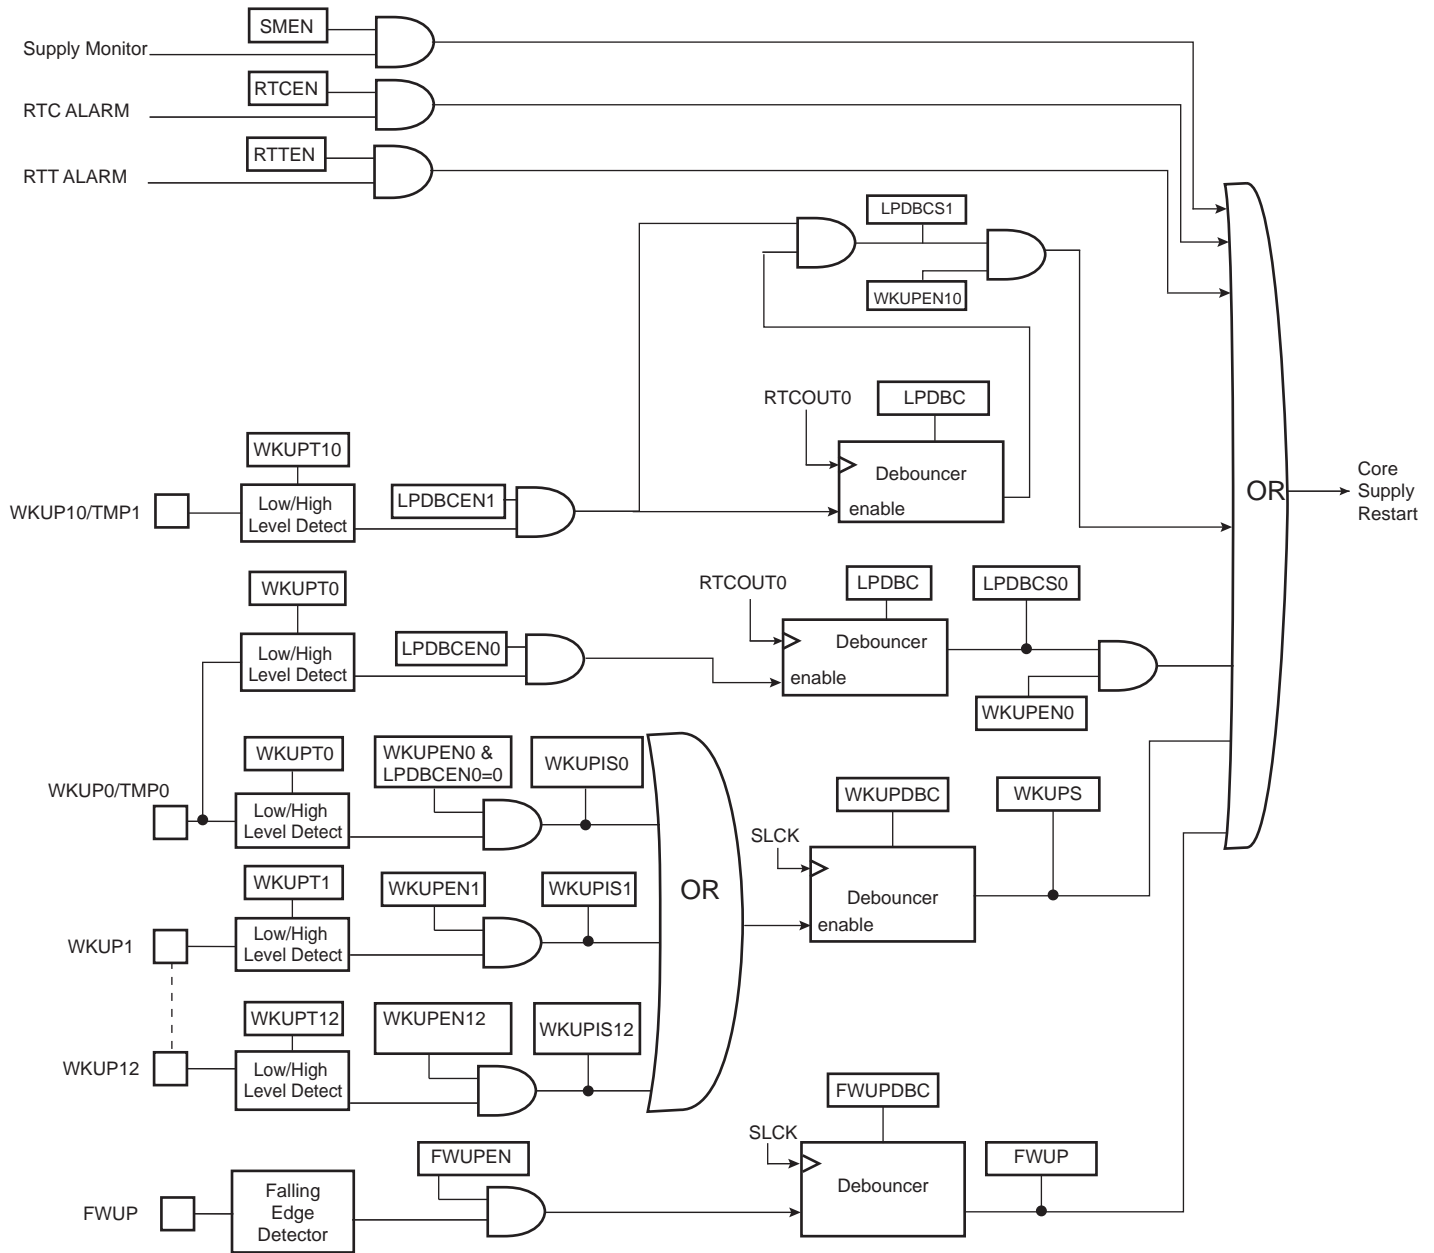 SMEN
Supply Monitor
RTCEN
RTC ALARM
RTTEN
RTT ALARM
LPDBCS1
WKUPEN10
RTCOUT0
LPDBC
WKUPT10
Debouncer
enable
WKUP10/TMP1
Low/High
Level Detect
LPDBCEN1
OR
Core
Supply
Restart
WKUPT0
RTCOUT0
LPDBC
LPDBCS0
Low/High
Level Detect
LPDBCEN0
Debouncer
enable
WKUPEN0
WKUP0/TMP0
WKUPT0
WKUPEN0 &
LPDBCEN0=0
WKUPIS0
Low/High
Level Detect
WKUPDBC
WKUPS
SLCK
WKUPT1
WKUPEN1
WKUPIS1
OR
Debouncer
enable
WKUP1
Low/High
Level Detect
WKUPT12
WKUPEN12
WKUPIS12
WKUP12
Low/High
Level Detect
FWUPDBC
SLCK
FWUPEN
FWUP
Debouncer
FWUP
Falling
Edge
Detector